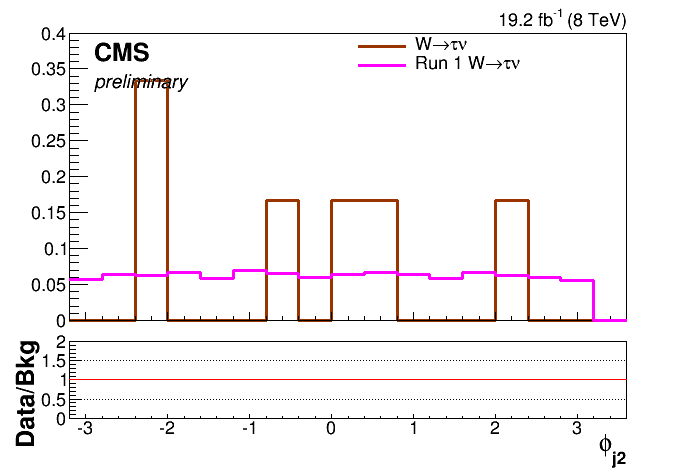 19.2 fb⁻¹ (8 TeV)
CMS
preliminary
W→τν
Run 1 W→τν
0.4
0.35
0.3
0.25
0.2
0.15
0.1
0.05
0
Data/Bkg
2
1.5
1
0.5
0
-3 -2 -1 0 1 2 3
ϕj2